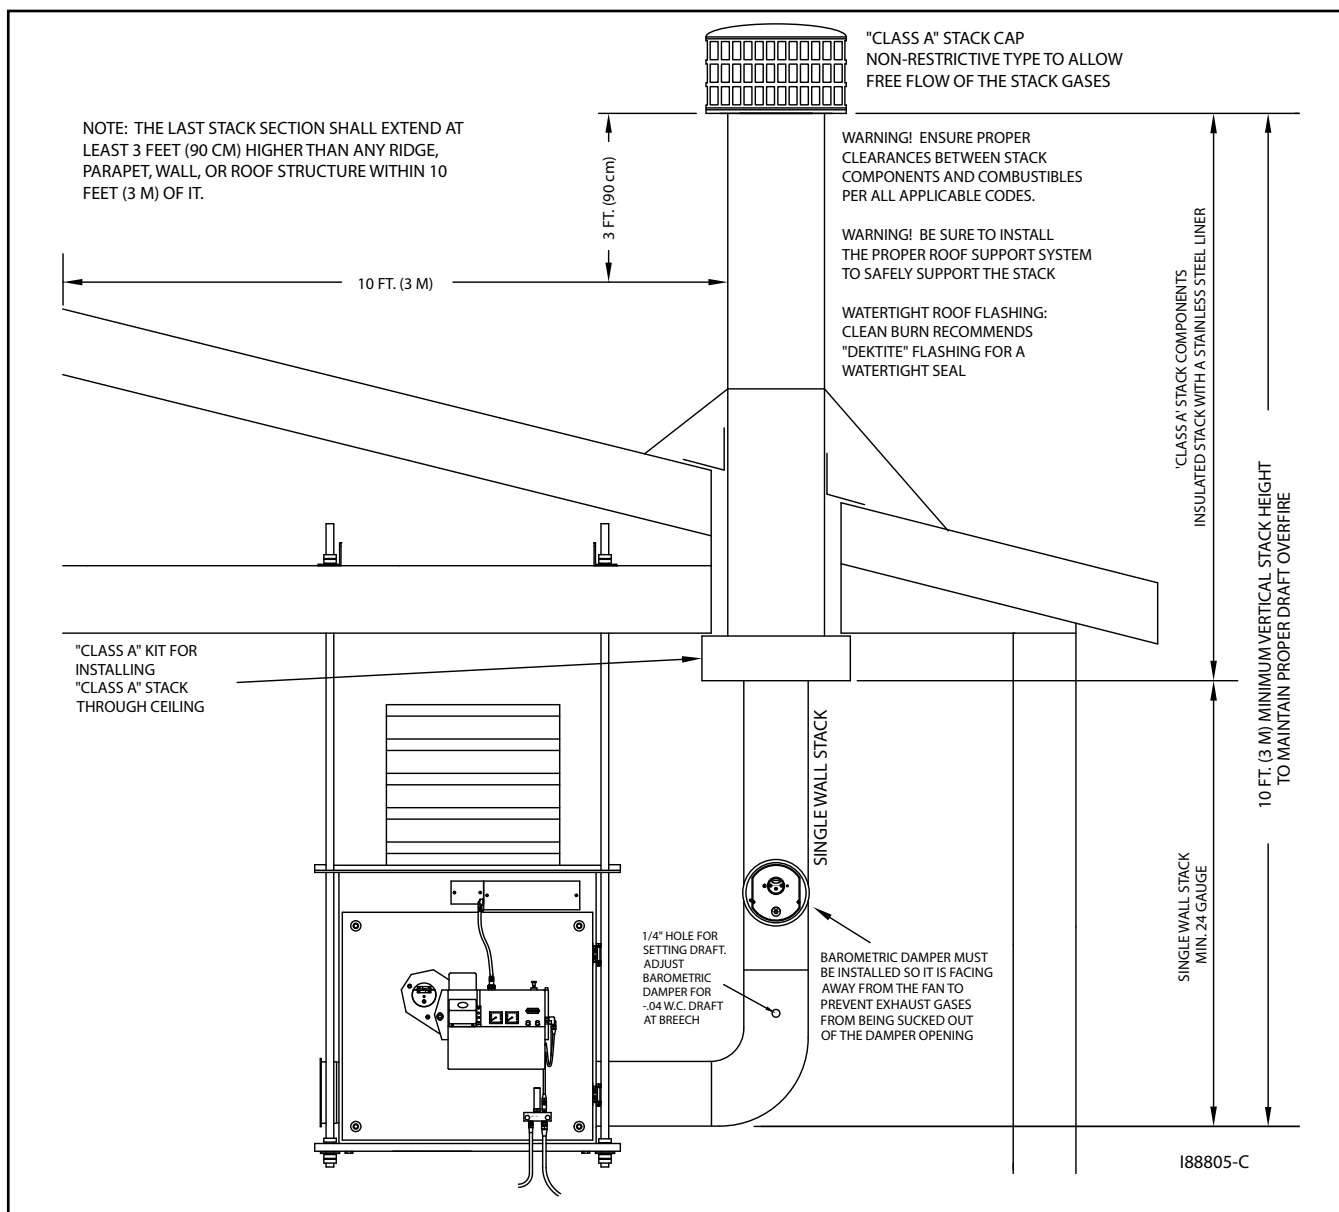 "CLASS A" STACK CAP
NON-RESTRICTIVE TYPE TO ALLOW
FREE FLOW OF THE STACK GASES
NOTE: THE LAST STACK SECTION SHALL EXTEND AT
LEAST 3 FEET (90 CM) HIGHER THAN ANY RIDGE,
PARAPET, WALL, OR ROOF STRUCTURE WITHIN 10
FEET (3 M) OF IT.
3 FT. (90 cm)
10 FT. (3 M)
WARNING! ENSURE PROPER
CLEARANCES BETWEEN STACK
COMPONENTS AND COMBUSTIBLES
PER ALL APPLICABLE CODES.
WARNING! BE SURE TO INSTALL
THE PROPER ROOF SUPPORT SYSTEM
TO SAFELY SUPPORT THE STACK
WATERTIGHT ROOF FLASHING:
CLEAN BURN RECOMMENDS
"DEKTITE" FLASHING FOR A
WATERTIGHT SEAL
'CLASS A' STACK COMPONENTS
INSULATED STACK WITH A STAINLESS STEEL LINER
10 FT. (3 M) MINIMUM VERTICAL STACK HEIGHT
TO MAINTAIN PROPER DRAFT OVERFIRE
"CLASS A" KIT FOR
INSTALLING
"CLASS A" STACK
THROUGH CEILING
SINGLE WALL STACK
SINGLE WALL STACK
MIN. 24 GAUGE
1/4" HOLE FOR
SETTING DRAFT.
ADJUST
BAROMETRIC
DAMPER FOR
-.04 W.C. DRAFT
AT BREECH
BAROMETRIC DAMPER MUST
BE INSTALLED SO IT IS FACING
AWAY FROM THE FAN TO
PREVENT EXHAUST GASES
FROM BEING SUCKED OUT
OF THE DAMPER OPENING
I88805-C